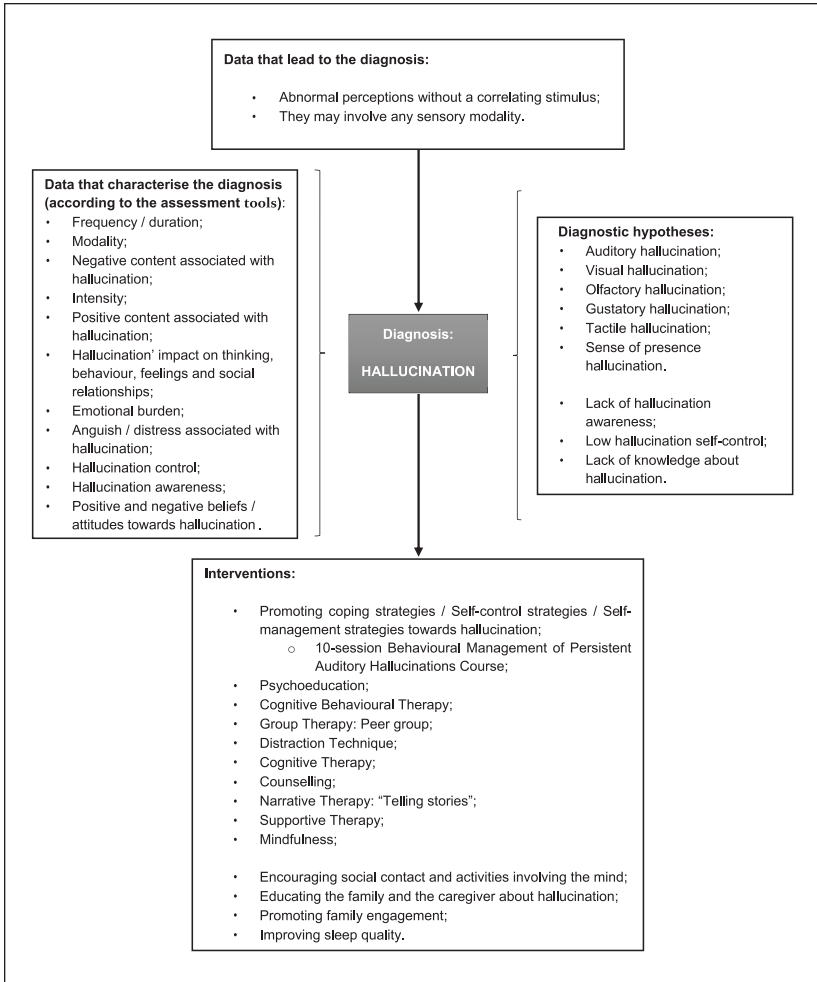 Data that lead to the diagnosis:
• Abnormal perceptions without a correlating stimulus;
• They may involve any sensory modality.
Data that characterise the diagnosis
(according to the assessment tools):
• Frequency / duration;
• Modality;
• Negative content associated with
hallucination;
• Intensity;
• Positive content associated with
hallucination;
• Hallucination' impact on thinking,
behaviour, feelings and social
relationships;
• Emotional burden;
• Anguish / distress associated with
hallucination;
• Hallucination control;
• Hallucination awareness;
• Positive and negative beliefs /
attitudes towards hallucination .
Diagnosis:
HALLUCINATION
Diagnostic hypotheses:
• Auditory hallucination;
• Visual hallucination;
• Olfactory hallucination;
• Gustatory hallucination;
• Tactile hallucination;
• Sense of presence
hallucination.
• Lack of hallucination
awareness;
• Low hallucination self-control;
• Lack of knowledge about
hallucination.
Interventions:
• Promoting coping strategies / Self-control strategies / Self-
management strategies towards hallucination;
o 10-session Behavioural Management of Persistent
Auditory Hallucinations Course;
• Psychoeducation;
• Cognitive Behavioural Therapy;
• Group Therapy: Peer group;
• Distraction Technique;
• Cognitive Therapy;
• Counselling;
• Narrative Therapy: “Telling stories”;
• Supportive Therapy;
• Mindfulness;
• Encouraging social contact and activities involving the mind;
• Educating the family and the caregiver about hallucination;
• Promoting family engagement;
• Improving sleep quality.